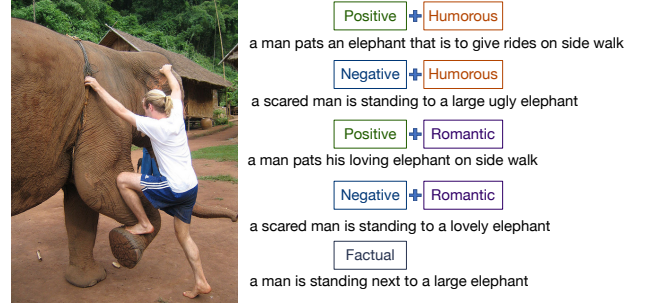 Positive + Humorous
a man pats an elephant that is to give rides on side walk
Negative + Humorous
a scared man is standing to a large ugly elephant
Positive + Romantic
a man pats his loving elephant on side walk
Negative + Romantic
a scared man is standing to a lovely elephant
Factual
a man is standing next to a large elephant